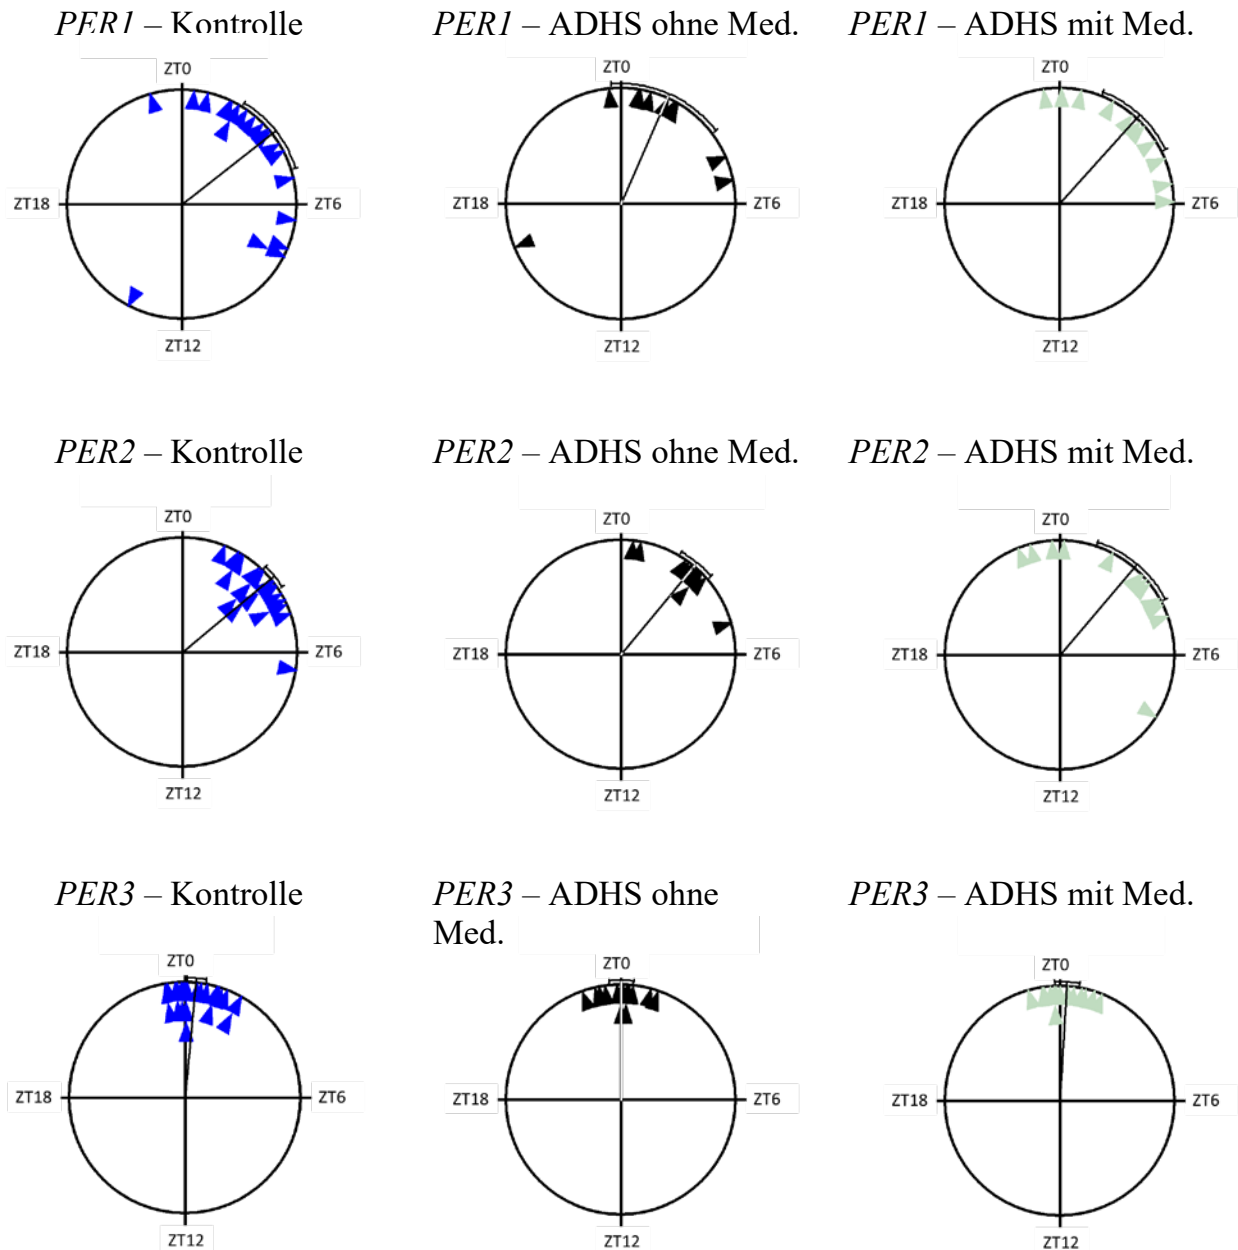 PER1 – Kontrolle
PER1 – ADHS ohne Med.
PER1 – ADHS mit Med.
ZT0
ZT0
ZT0
ZT18
ZT6
ZT18
ZT6
ZT18
ZT6
ZT12
ZT12
ZT12
PER2 – Kontrolle
PER2 – ADHS ohne Med.
PER2 – ADHS mit Med.
ZT0
ZT0
ZT0
ZT18
ZT6
ZT18
ZT6
ZT18
ZT6
ZT12
ZT12
ZT12
PER3 – Kontrolle
PER3 – ADHS ohne
Med.
PER3 – ADHS mit Med.
ZT0
ZT0
ZT0
ZT18
ZT6
ZT18
ZT6
ZT18
ZT6
ZT12
ZT12
ZT12